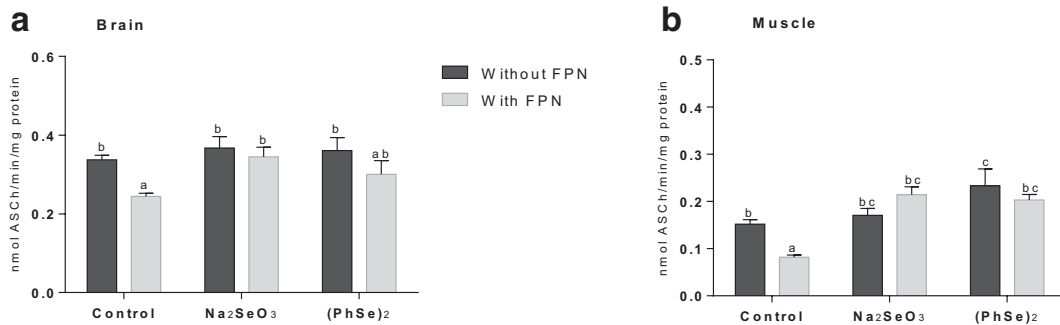 a
Brain
nmol ASCh/min/mg protein
0.6
0.4
0.2
0.0
b
a
b
b
b
ab
Control
Na₂SeO₃
(PhSe)₂
Without FPN
With FPN
b
Muscle
nmol ASCh/min/mg protein
0.5
0.4
0.3
0.2
0.1
0.0
b
a
bc
bc
c
bc
Control
Na₂SeO₃
(PhSe)₂